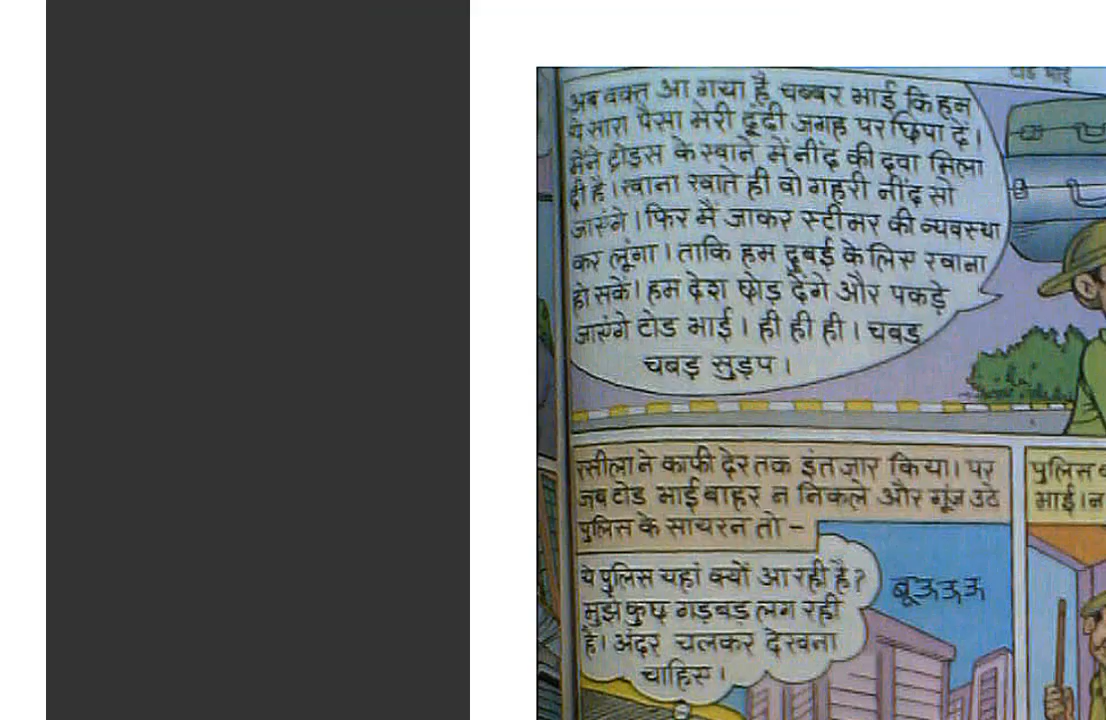 टोड भाई
अब वक्त आ गया है चब्बर भाई कि हम
ये सारा पैसा मेरी ढूंढी जगह पर छिपा दें।
मैंने टोडस के खाने में नींद की दवा मिला
दी है। खाना खाते ही वो गहरी नींद सो
जाएंगे। फिर मैं जाकर स्टीमर की व्यवस्था
कर लूंगा। ताकि हम दुबई के लिए रवाना
हो सकें। हम देश छोड़ देंगे और पकड़े
जाएंगे टोड भाई। ही ही ही। चबड़
चबड़ सुड़प।
रसीला ने काफी देर तक इंतजार किया। पर
जब टोड भाई बाहर न निकले और गूंज उठे
पुलिस के सायरन तो –
ये पुलिस यहां क्यों आ रही है?
मुझे कुछ गड़बड़ लग रही
है। अंदर चलकर देखना
चाहिए।
बूऊऊऊ
पुलिस
भाई। न